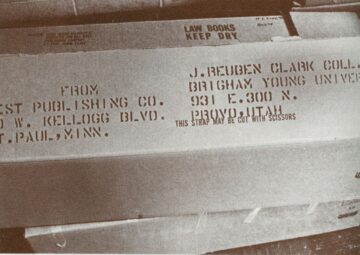 LAW BOOKS
KEEP DRY
FROM
EST PUBLISHING CO.
W. KELLOGG BLVD.
T.PAUL,MINN.
J.REUBEN CLARK COLL.
BRIGHAM YOUNG UNIVER
931 E.300 N.
PROVO,UTAH
THIS STRAP MAY BE CUT WITH SCISSORS